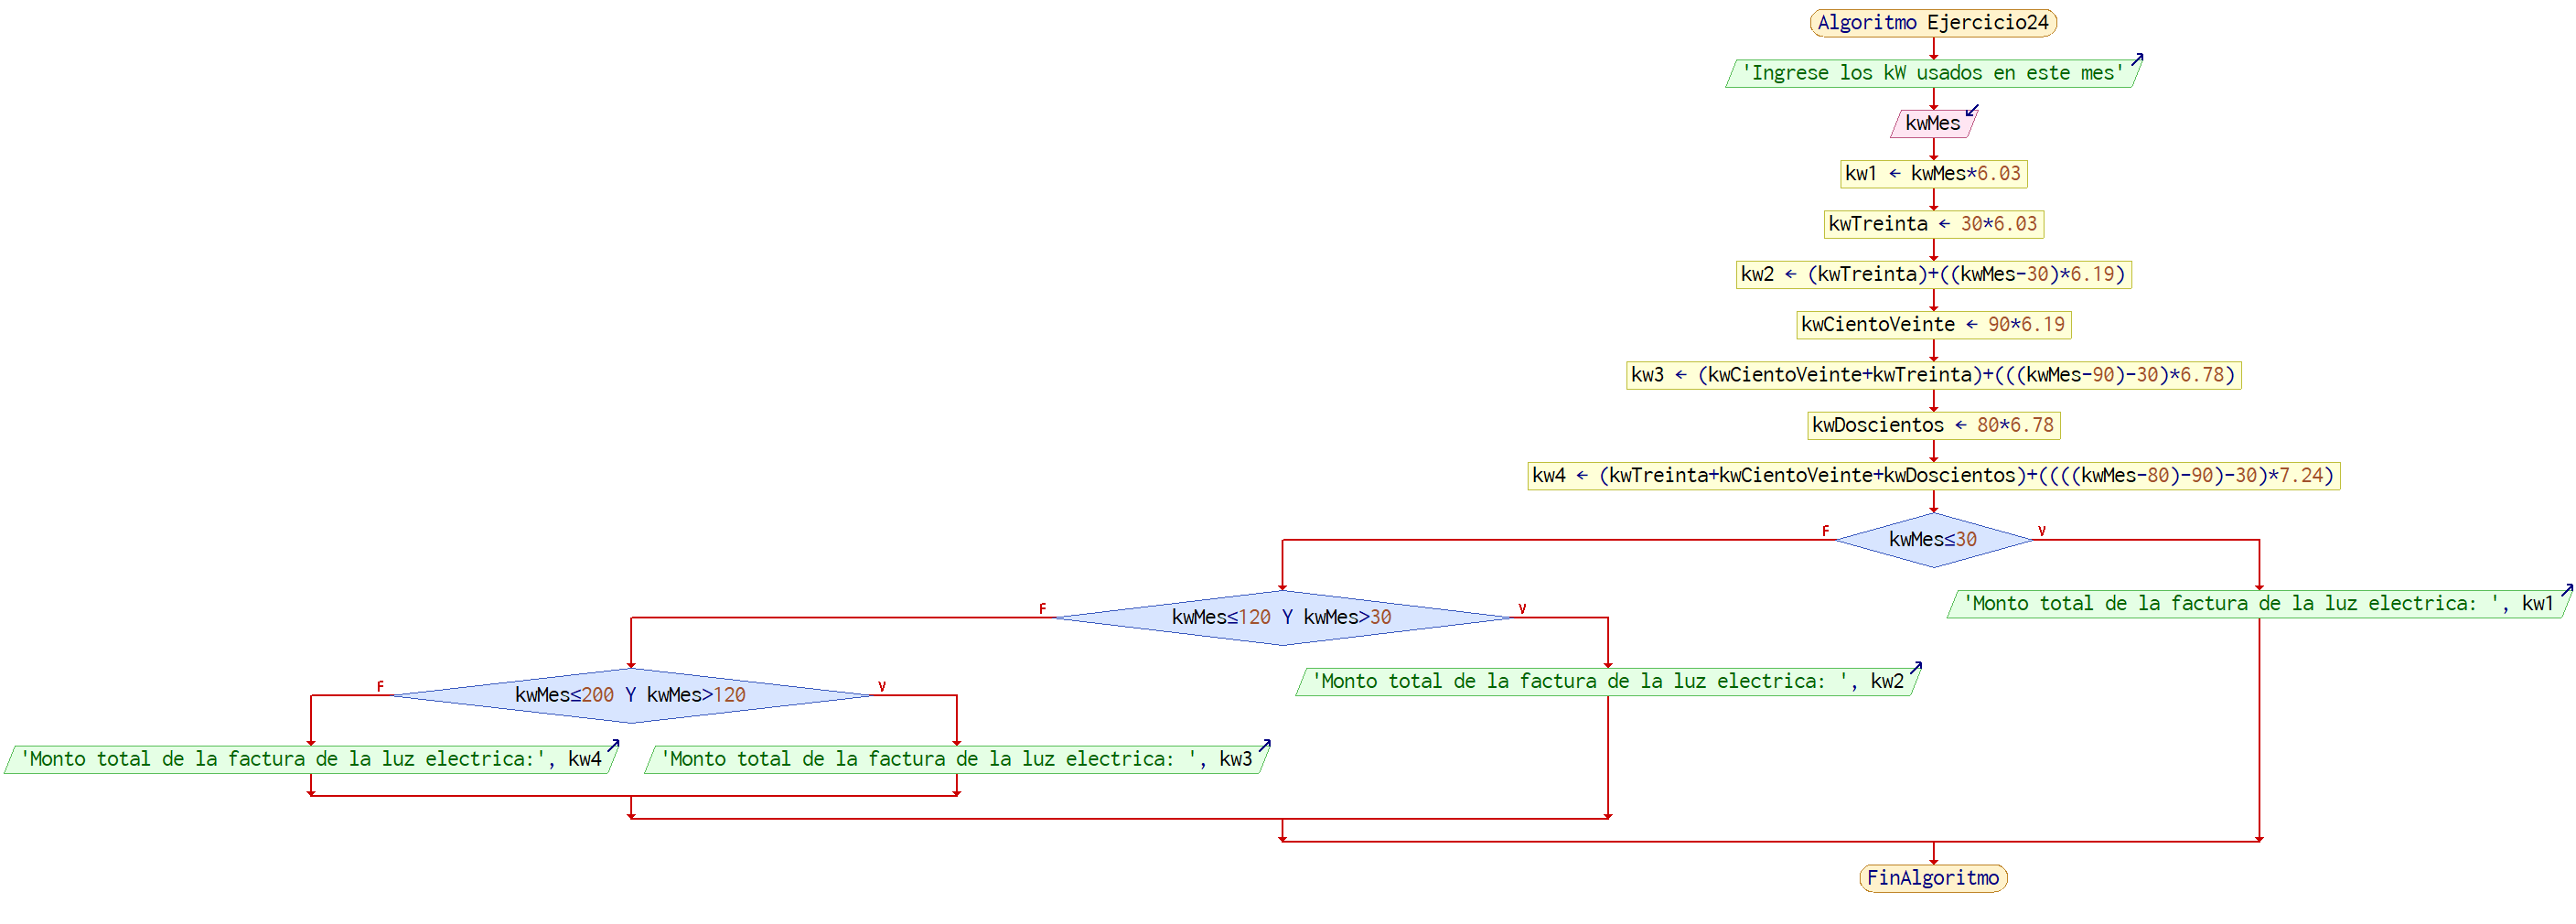 Algoritmo Ejercicio24
'Ingrese los kW usados en este mes'
kwMes
kw1 ← kwMes*6.03
kwTreinta ← 30*6.03
kw2 ← (kwTreinta)+((kwMes-30)*6.19)
kwCientoVeinte ← 90*6.19
kw3 ← (kwCientoVeinte+kwTreinta)+(((kwMes-90)-30)*6.78)
kwDoscientos ← 80*6.78
kw4 ← (kwTreinta+kwCientoVeinte+kwDoscientos)+((((kwMes-80)-90)-30)*7.24)
F
kwMes≤30
V
'Monto total de la factura de la luz electrica: ', kw1
F
kwMes≤120 Y kwMes>30
V
'Monto total de la factura de la luz electrica: ', kw2
F
kwMes≤200 Y kwMes>120
V
'Monto total de la factura de la luz electrica:', kw4
'Monto total de la factura de la luz electrica: ', kw3
FinAlgoritmo